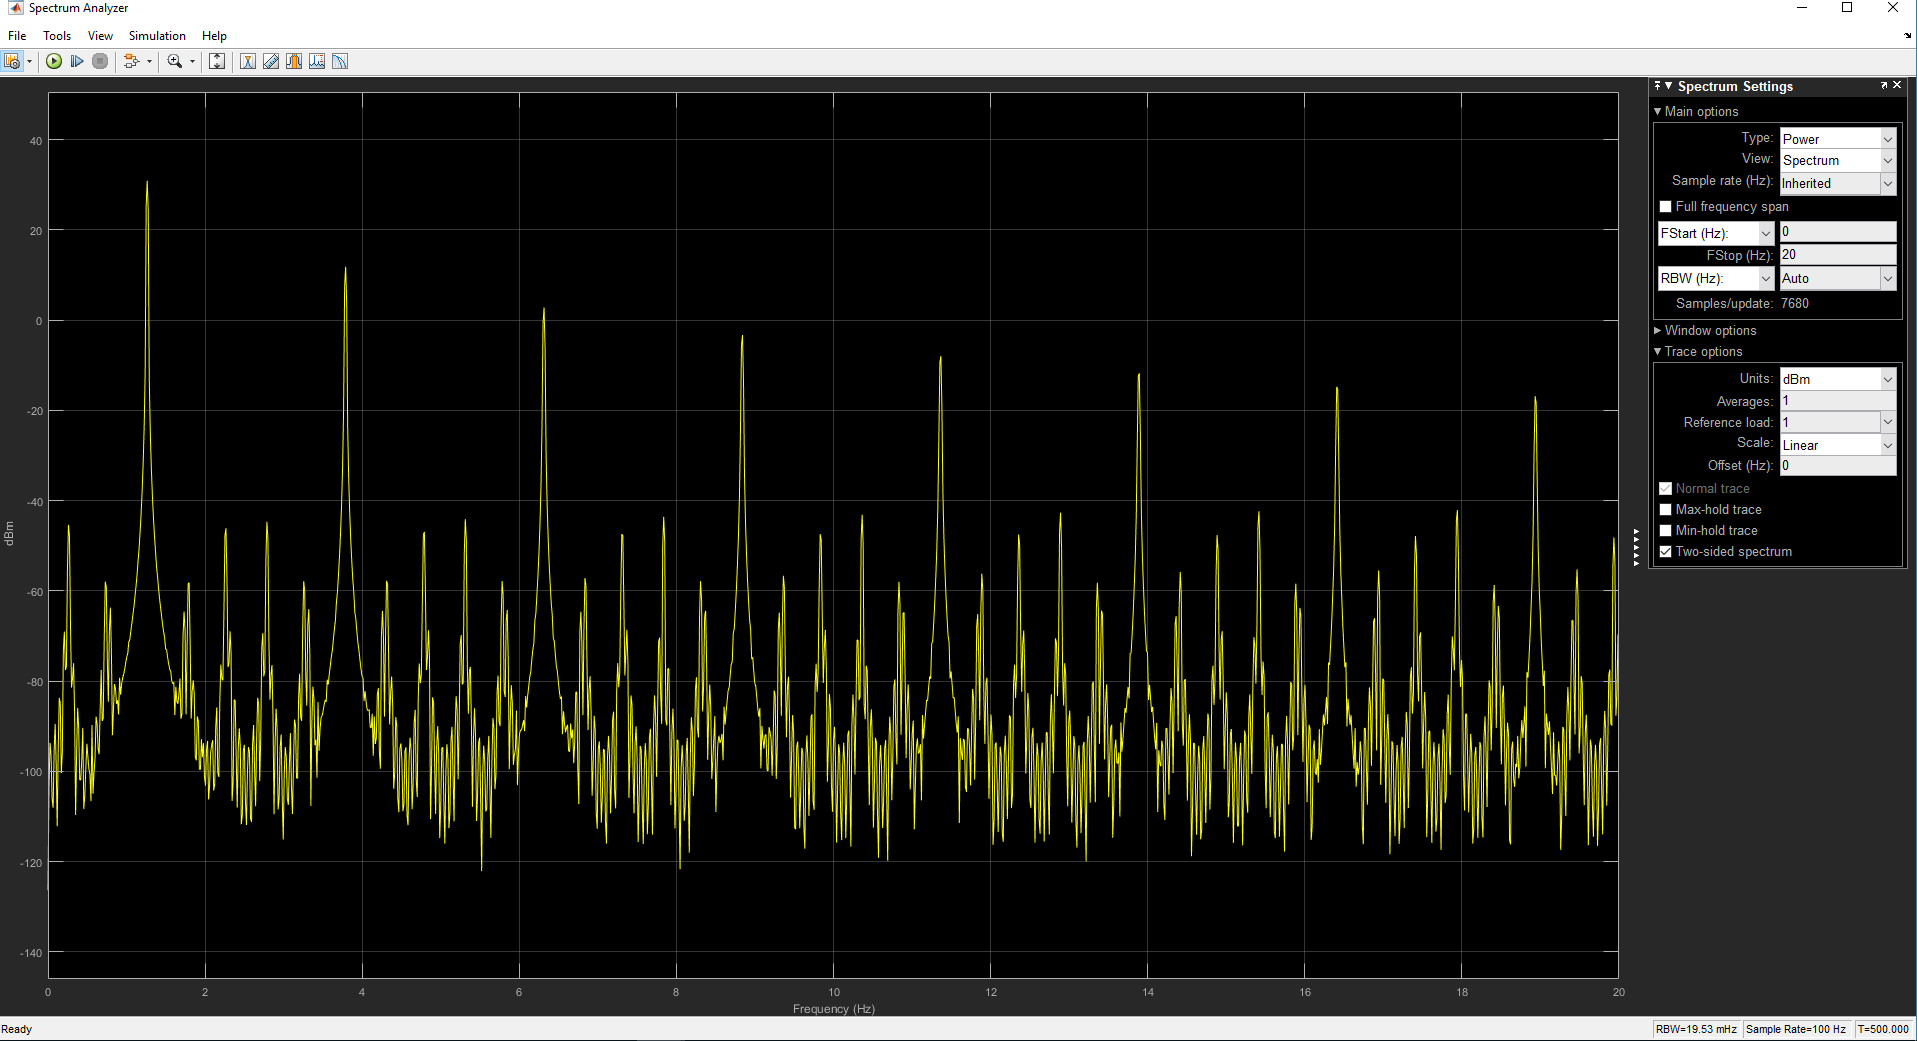 Spectrum Analyzer
File Tools View Simulation Help
Spectrum Settings
Main options
Type: Power
View: Spectrum
Sample rate (Hz): Inherited
Full frequency span
FStart (Hz): 0
FStop (Hz): 20
RBW (Hz): Auto
Samples/update: 7680
Window options
Trace options
Units: dBm
Averages: 1
Reference load: 1
Scale: Linear
Offset (Hz): 0
Normal trace
Max-hold trace
Min-hold trace
Two-sided spectrum
40
20
0
-20
-40
-60
-80
-100
-120
-140
dBm
0 2 4 6 8 10 12 14 16 18 20
Frequency (Hz)
Ready
RBW=19.53 mHz Sample Rate=100 Hz T=500.000